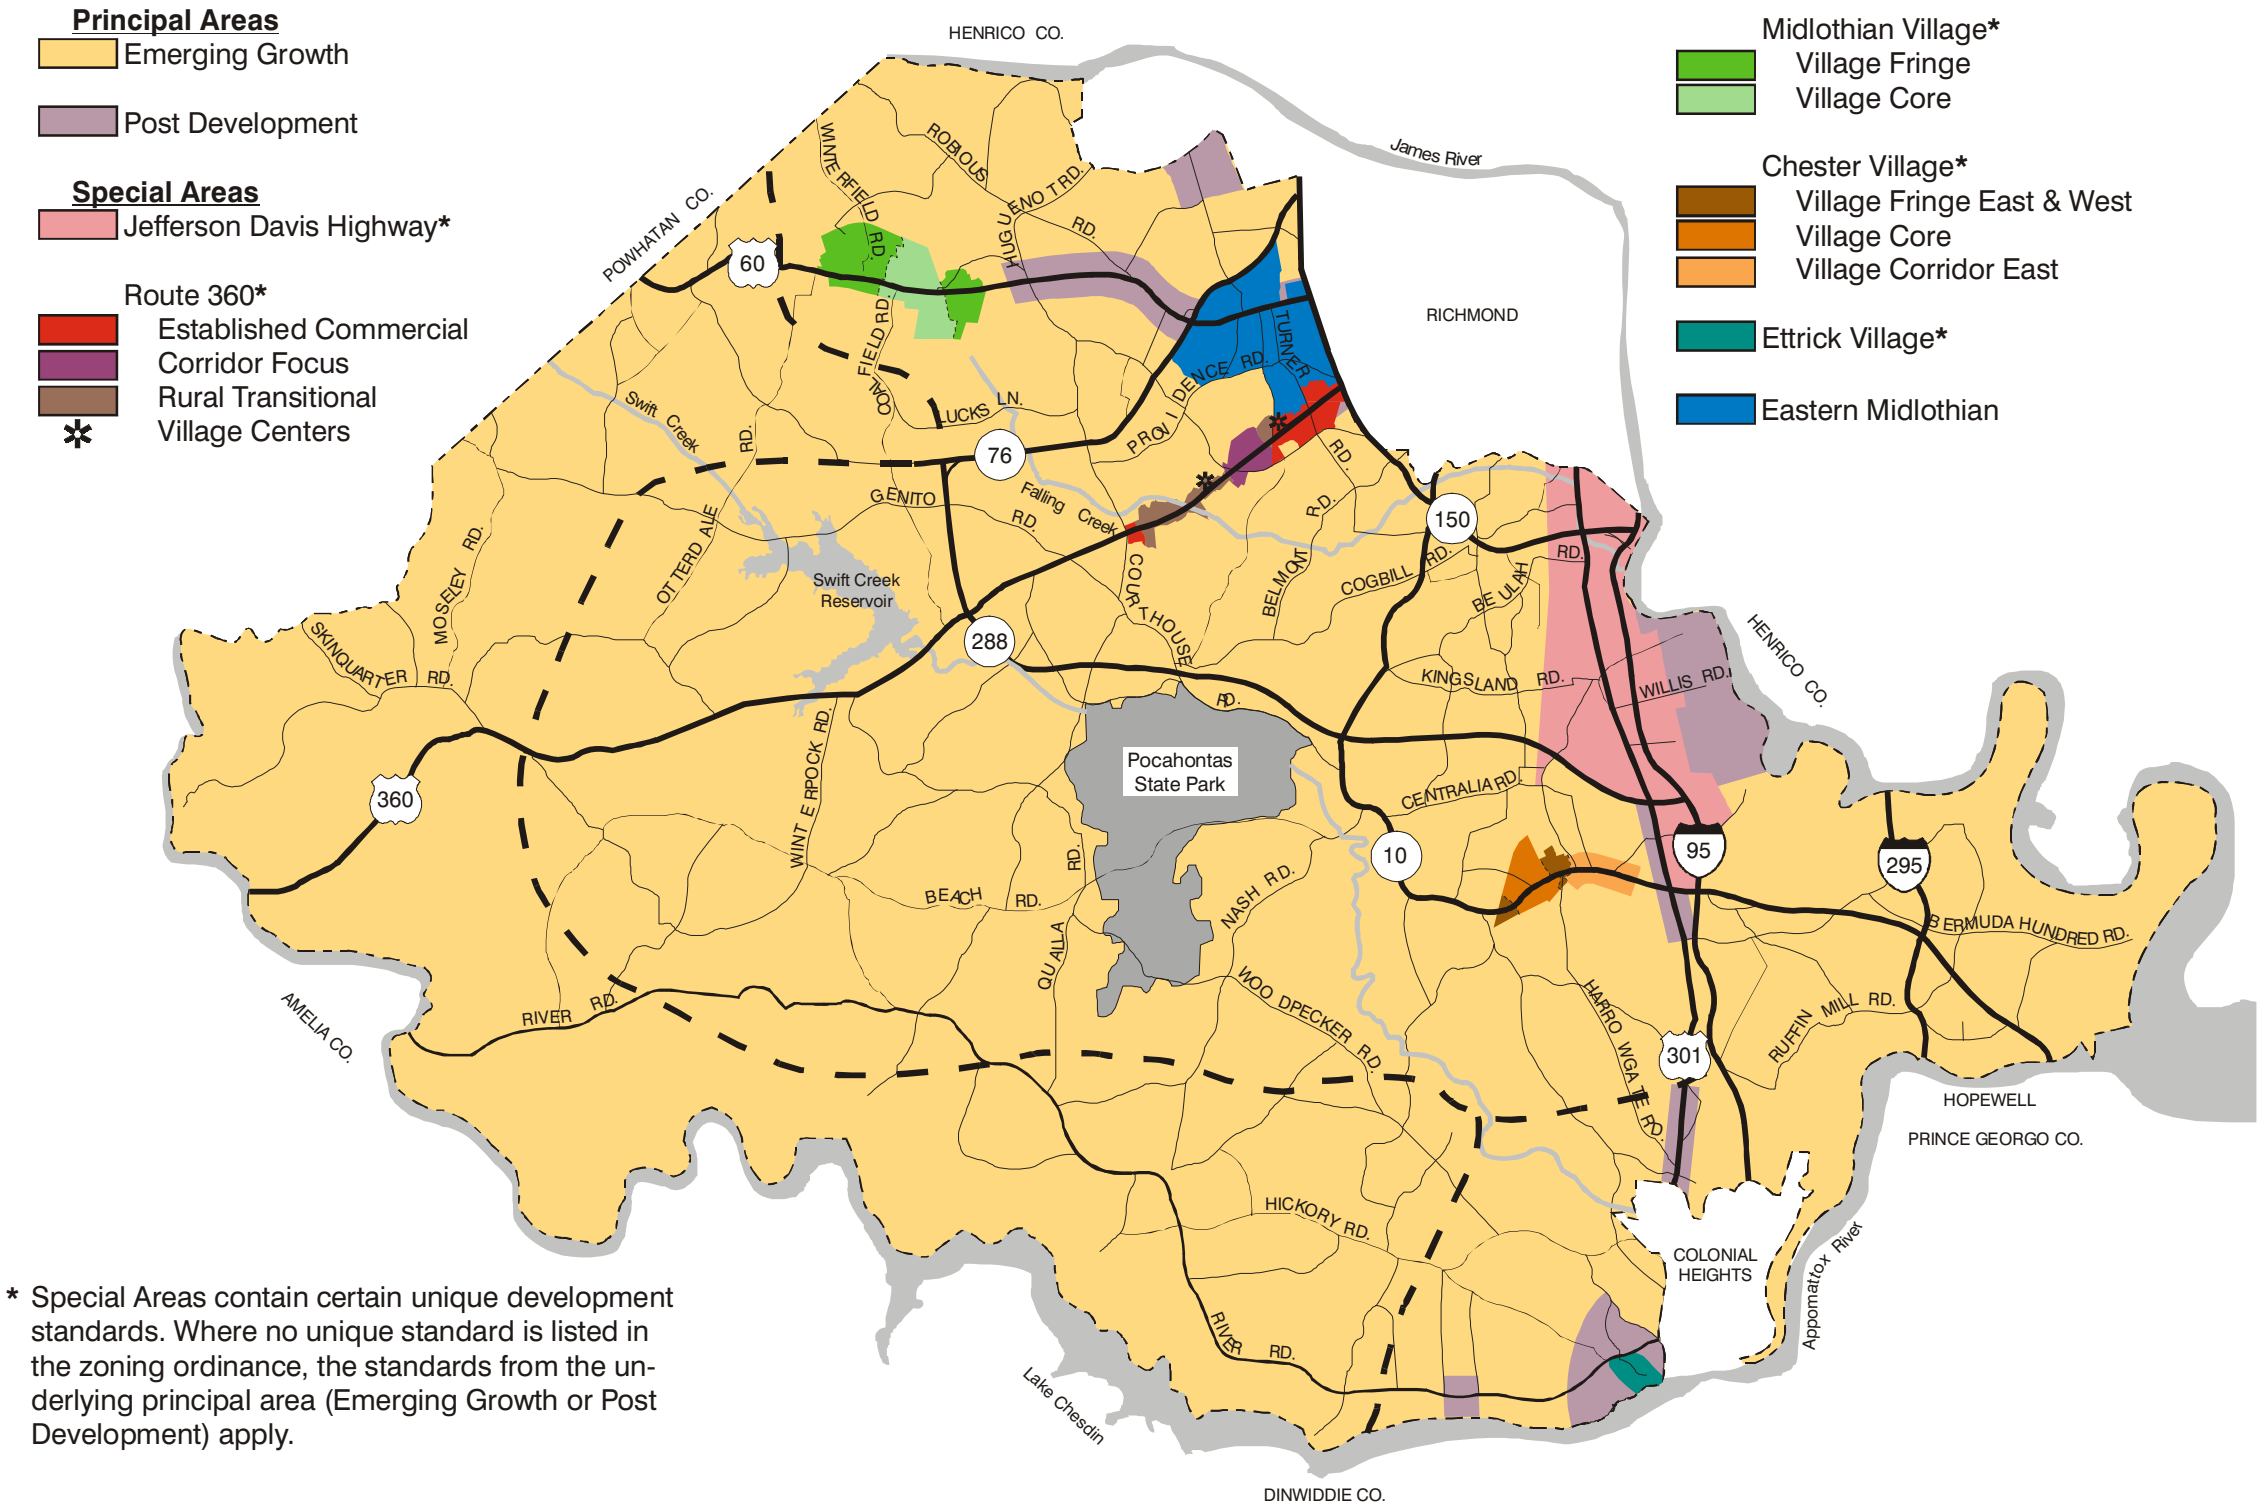 Principal Areas
Emerging Growth
Post Development
Special Areas
Jefferson Davis Highway*
Route 360*
Established Commercial
Corridor Focus
Rural Transitional
Village Centers
Midlothian Village*
Village Fringe
Village Core
Chester Village*
Village Fringe East & West
Village Core
Village Corridor East
Ettrick Village*
Eastern Midlothian
HENRICO CO.
James River
POWHATAN CO.
WINTERFIELD RD.
ROBIOUS
RD.
HUGUENOT RD.
60
RICHMOND
TURNER
RD.
PROVIDENCE RD.
COALFIELD RD.
LUCKS LN.
Swift Creek
76
OTTERDALE RD.
GENITO
RD.
Falling Creek
150
MOSELEY RD.
Swift Creek
Reservoir
BELMONT RD.
COGBILL RD.
BEULAH
RD.
COURTHOUSE
RD.
SKINQUARTER RD.
288
KINGSLAND RD.
WILLIS RD.
HENRICO CO.
Pocahontas
State Park
WINTERPOCK RD.
CENTRALIA RD.
360
10
95
295
BEACH RD.
NASH RD.
QUALLA RD.
BERMUDA HUNDRED RD.
WOODPECKER RD.
HARROWGATE RD.
RUFFIN MILL RD.
RIVER RD.
AMELIA CO.
301
HOPEWELL
PRINCE GEORGO CO.
HICKORY RD.
COLONIAL
HEIGHTS
Appomattox River
RIVER RD.
Lake Chesdin
DINWIDDIE CO.
* Special Areas contain certain unique development
standards. Where no unique standard is listed in
the zoning ordinance, the standards from the un-
derlying principal area (Emerging Growth or Post
Development) apply.